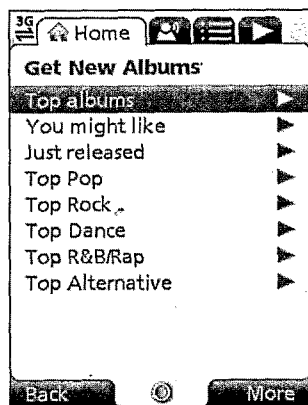 3G
Home
Get New Albums
Top albums
You might like
Just released
Top Pop
Top Rock
Top Dance
Top R&B/Rap
Top Alternative
Back
More